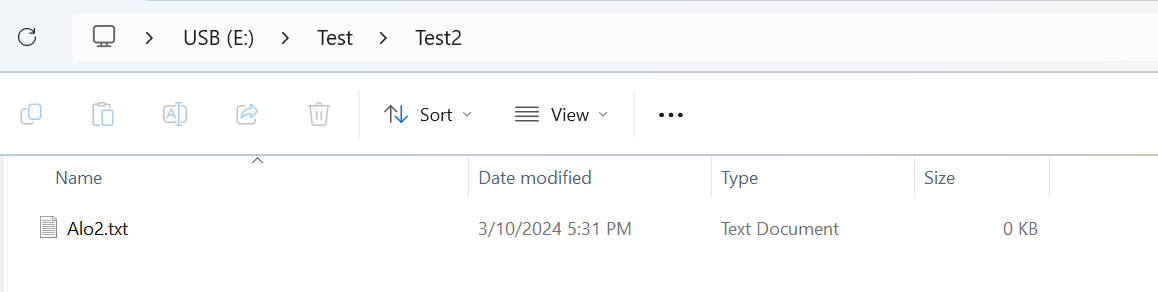 USB (E:) Test Test2
Sort View
Name Date modified Type Size
Alo2.txt 3/10/2024 5:31 PM Text Document 0 KB